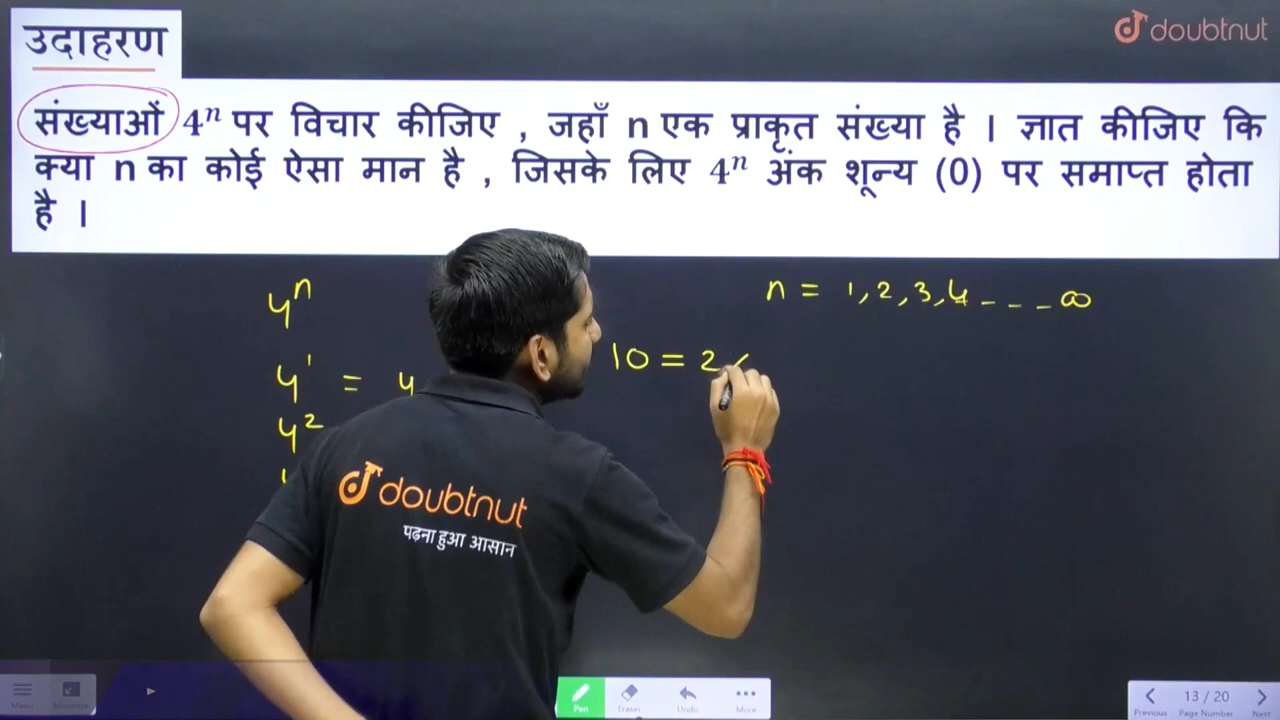 उदाहरण
doubtnut
संख्याओं 4ⁿ पर विचार कीजिए , जहाँ n एक प्राकृत संख्या है । ज्ञात कीजिए कि
क्या n का कोई ऐसा मान है , जिसके लिए 4ⁿ अंक शून्य (0) पर समाप्त होता
है ।
4ⁿ
n = 1,2,3,4 - - - ∞
10 = 2
4¹ = 4
4²
doubtnut
पढ़ना हुआ आसान
Menu
Minimize
Pen
Eraser
Undo
More
Previous
13 / 20
Page Number
Next